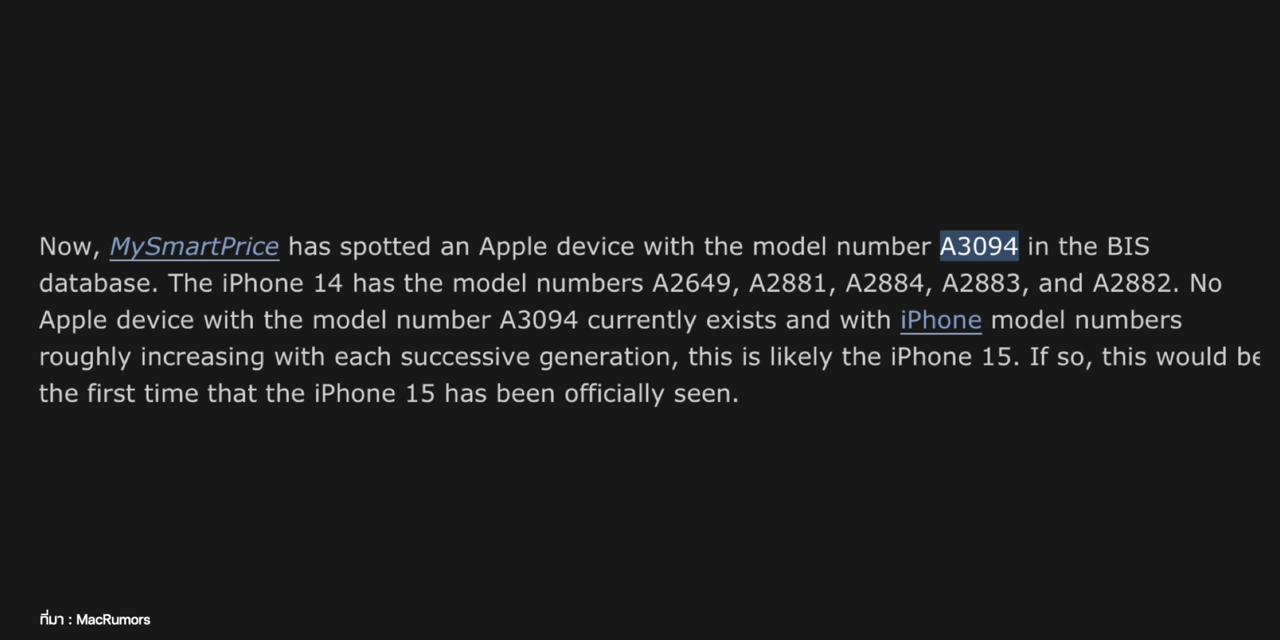 Now, MySmartPrice has spotted an Apple device with the model number A3094 in the BIS
database. The iPhone 14 has the model numbers A2649, A2881, A2884, A2883, and A2882. No
Apple device with the model number A3094 currently exists and with iPhone model numbers
roughly increasing with each successive generation, this is likely the iPhone 15. If so, this would be
the first time that the iPhone 15 has been officially seen.
ที่มา : MacRumors